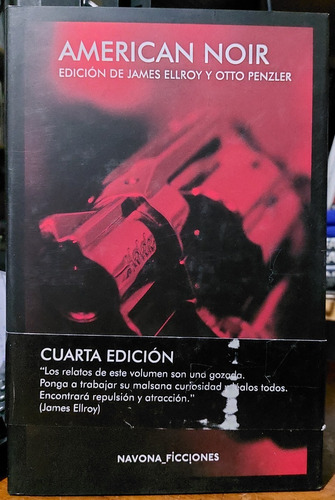 AMERICAN NOIR
EDICIÓN DE JAMES ELLROY Y OTTO PENZLER
CUARTA EDICIÓN
“Los relatos de este volumen son una gozada.
Ponga a trabajar su malsana curiosidad y todos.
Encontrará repulsión y atracción.”
(James Ellroy)
NAVONA_FICCIONES